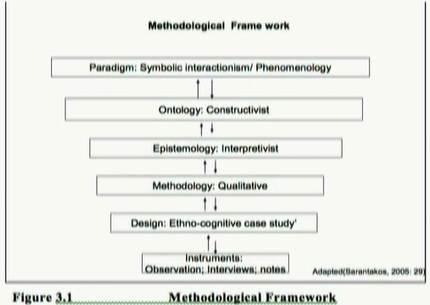 Methodological Frame work
Paradigm: Symbolic interactionism/ Phenomenology
Ontology: Constructivist
Epistemology: Interpretivist
Methodology: Qualitative
Design: Ethno-cognitive case study'
Instruments:
Observation; Interviews; notes
Adapted(Sarantakos, 2005: 29)
Figure 3.1 Methodological Framework